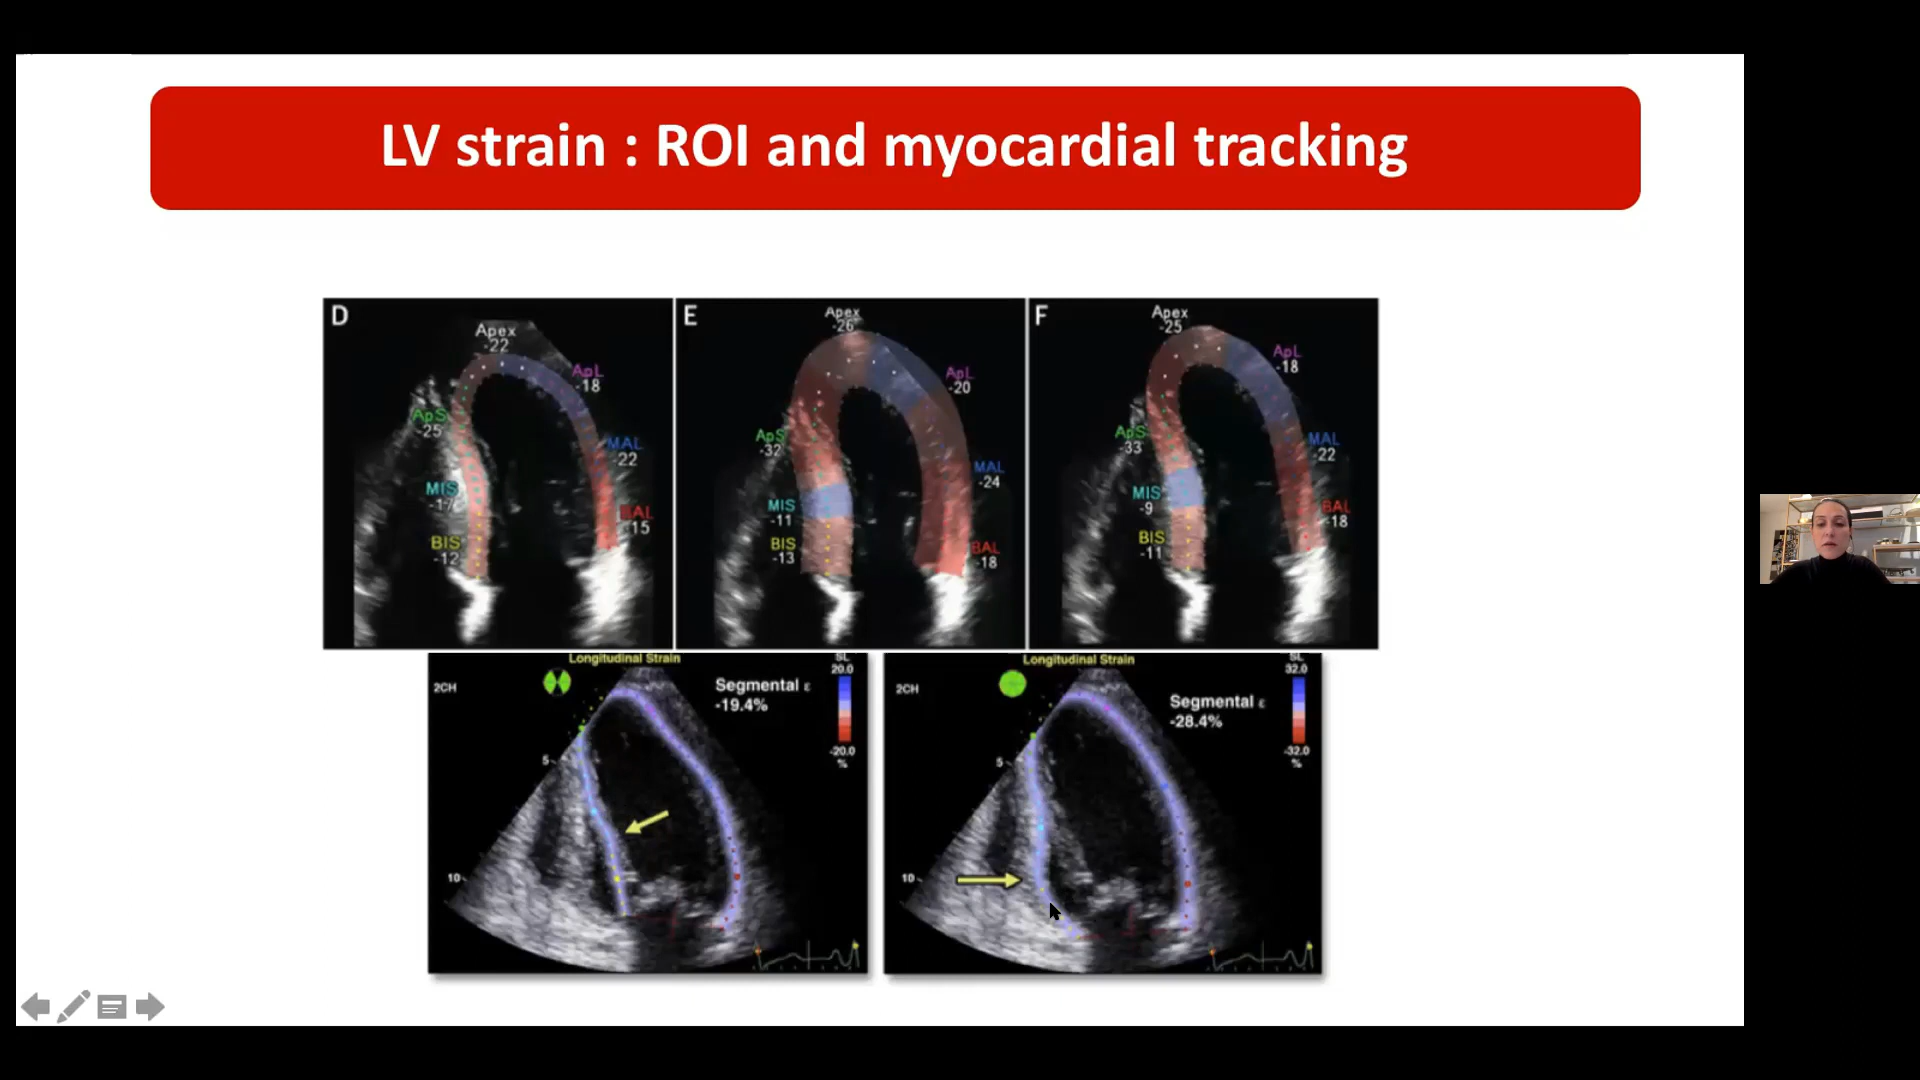 LV strain : ROI and myocardial tracking
D
Apex
-22
ApL
-18
ApS
-25
MAL
-22
MIS
-17
BAL
-15
BIS
-12
E
Apex
-26
ApL
-20
ApS
-32
MAL
-24
MIS
-11
BIS
-13
BAL
-18
F
Apex
-25
ApL
-18
ApS
-33
MAL
-22
MIS
-9
BAL
-18
BIS
-11
Longitudinal Strain
SL
20.0
2CH
Segmental ε
-19.4%
-20.0
%
5
10
Longitudinal Strain
SL
32.0
2CH
Segmental ε
-28.4%
-32.0
%
5
10